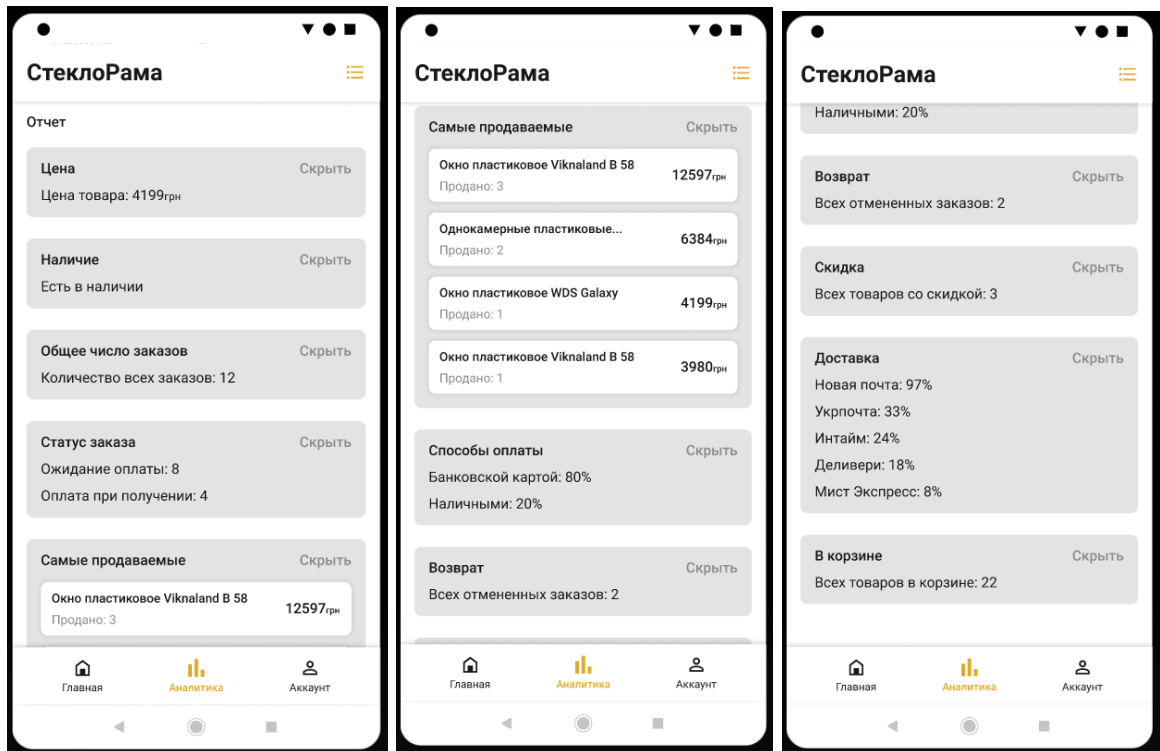 СтеклоРама
Отчет
Цена Скрыть
Цена товара: 4199грн
Наличие Скрыть
Есть в наличии
Общее число заказов Скрыть
Количество всех заказов: 12
Статус заказа Скрыть
Ожидание оплаты: 8
Оплата при получении: 4
Самые продаваемые Скрыть
Окно пластиковое Viknaland B 58 12597грн
Продано: 3
Главная Аналитика Аккаунт
СтеклоРама
Самые продаваемые Скрыть
Окно пластиковое Viknaland B 58 12597грн
Продано: 3
Однокамерные пластиковые... 6384грн
Продано: 2
Окно пластиковое WDS Galaxy 4199грн
Продано: 1
Окно пластиковое Viknaland B 58 3980грн
Продано: 1
Способы оплаты Скрыть
Банковской картой: 80%
Наличными: 20%
Возврат Скрыть
Всех отмененных заказов: 2
Главная Аналитика Аккаунт
СтеклоРама
Наличными: 20%
Возврат Скрыть
Всех отмененных заказов: 2
Скидка Скрыть
Всех товаров со скидкой: 3
Доставка Скрыть
Новая почта: 97%
Укрпочта: 33%
Интайм: 24%
Деливери: 18%
Мист Экспресс: 8%
В корзине Скрыть
Всех товаров в корзине: 22
Главная Аналитика Аккаунт